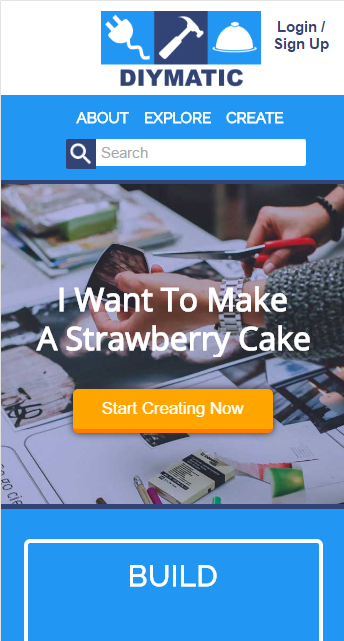 Login /
Sign Up
DIYMATIC
ABOUT EXPLORE CREATE
Search
I Want To Make
A Strawberry Cake
Start Creating Now
BUILD